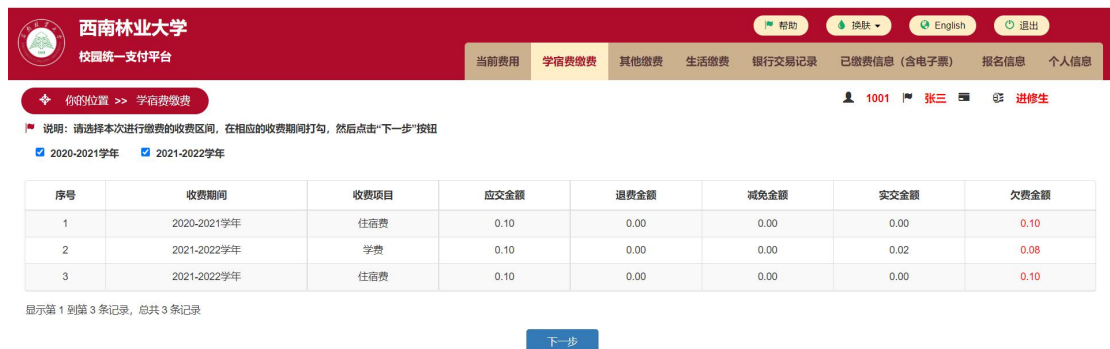 西南林业大学
校园统一支付平台
帮助 换肤 English 退出
当前费用 学宿费缴费 其他缴费 生活缴费 银行交易记录 已缴费信息（含电子票） 报名信息 个人信息
你的位置 >> 学宿费缴费
1001 张三 进修生
说明：请选择本次进行缴费的收费区间，在相应的收费期间打勾，然后点击“下一步”按钮
2020-2021学年 2021-2022学年
序号 收费期间 收费项目 应交金额 退费金额 减免金额 实交金额 欠费金额
1 2020-2021学年 住宿费 0.10 0.00 0.00 0.00 0.10
2 2021-2022学年 学费 0.10 0.00 0.00 0.02 0.08
3 2021-2022学年 住宿费 0.10 0.00 0.00 0.00 0.10
显示第 1 到第 3 条记录，总共 3 条记录
下一步